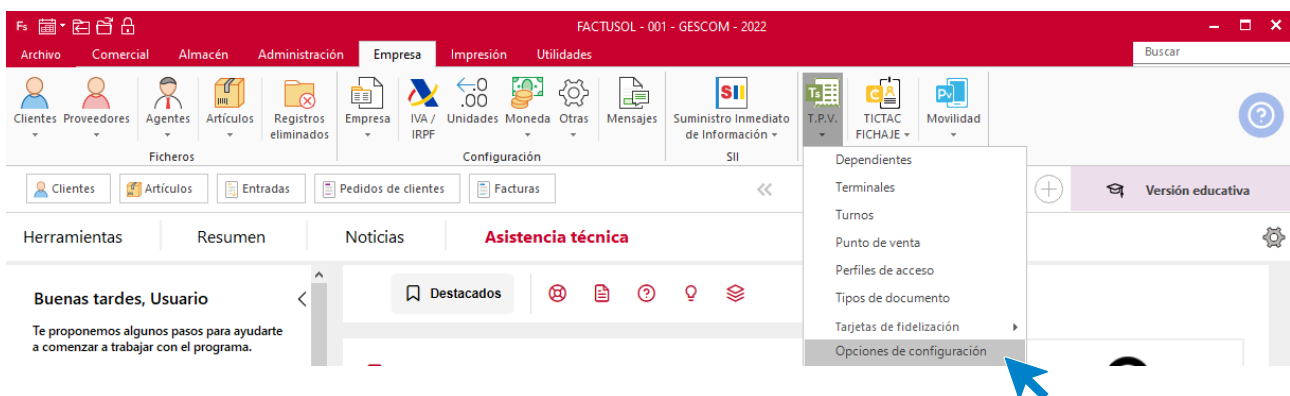 Fs
FACTUSOL - 001 - GESCOM - 2022
Archivo Comercial Almacén Administración Empresa Impresión Utilidades Buscar
Clientes Proveedores Agentes Artículos Registros eliminados
Ficheros
Empresa IVA / IRPF Unidades Moneda Otras Mensajes
Configuración
Suministro Inmediato de Información
SII
T.P.V. TICTAC FICHAJE Movilidad
Clientes Artículos Entradas Pedidos de clientes Facturas
Versión educativa
Herramientas Resumen Noticias Asistencia técnica
Buenas tardes, Usuario
Te proponemos algunos pasos para ayudarte
a comenzar a trabajar con el programa.
Destacados
Dependientes
Terminales
Turnos
Punto de venta
Perfiles de acceso
Tipos de documento
Tarjetas de fidelización
Opciones de configuración